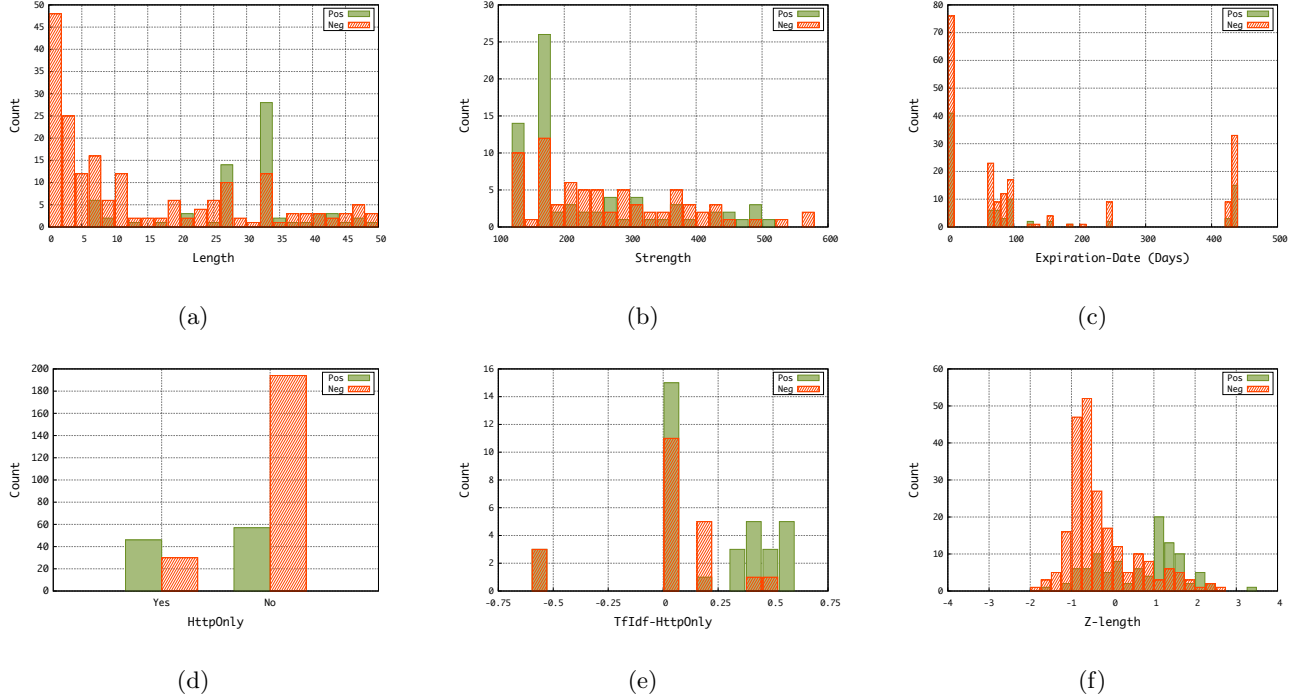 Pos
Neg
50
45
40
35
30
25
20
15
10
5
0
Count
0 5 10 15 20 25 30 35 40 45 50
Length
(a)
Pos
Neg
30
25
20
15
10
5
0
Count
100 200 300 400 500 600
Strength
(b)
Pos
Neg
80
70
60
50
40
30
20
10
0
Count
0 100 200 300 400 500
Expiration-Date (Days)
(c)
Pos
Neg
200
180
160
140
120
100
80
60
40
20
0
Count
Yes No
HttpOnly
(d)
Pos
Neg
16
14
12
10
8
6
4
2
0
Count
-0.75 -0.5 -0.25 0 0.25 0.5 0.75
TfIdf-HttpOnly
(e)
Pos
Neg
60
50
40
30
20
10
0
Count
-4 -3 -2 -1 0 1 2 3 4
Z-length
(f)